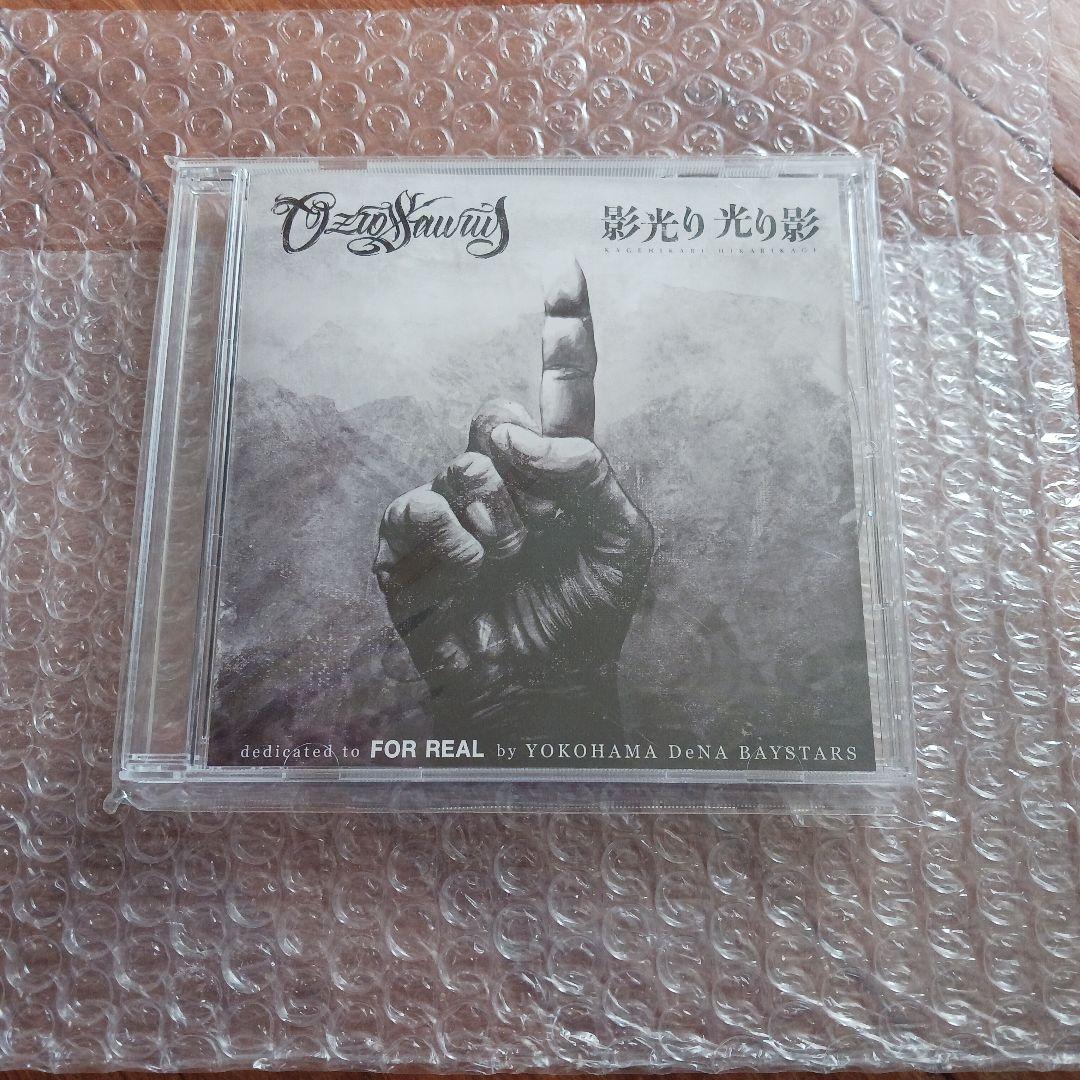 OzroSaurus
影光り 光り影
KAGEHIKARI HIKARIKAGE
dedicated to FOR REAL by YOKOHAMA DeNA BAYSTARS